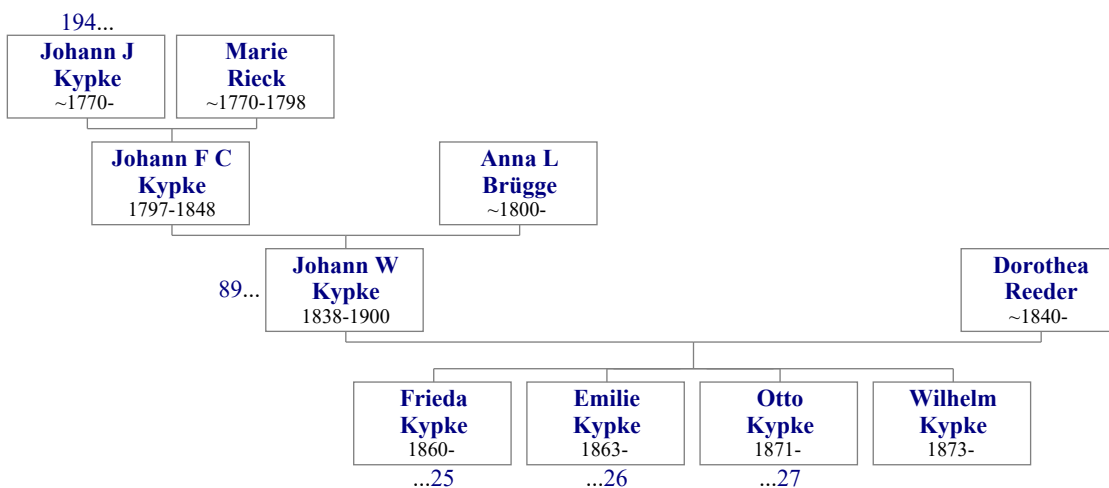 194...
Johann J
Kypke
~1770-
Marie
Rieck
~1770-1798
Johann F C
Kypke
1797-1848
Anna L
Brügge
~1800-
89...
Johann W
Kypke
1838-1900
Dorothea
Reeder
~1840-
Frieda
Kypke
1860-
...25
Emilie
Kypke
1863-
...26
Otto
Kypke
1871-
...27
Wilhelm
Kypke
1873-